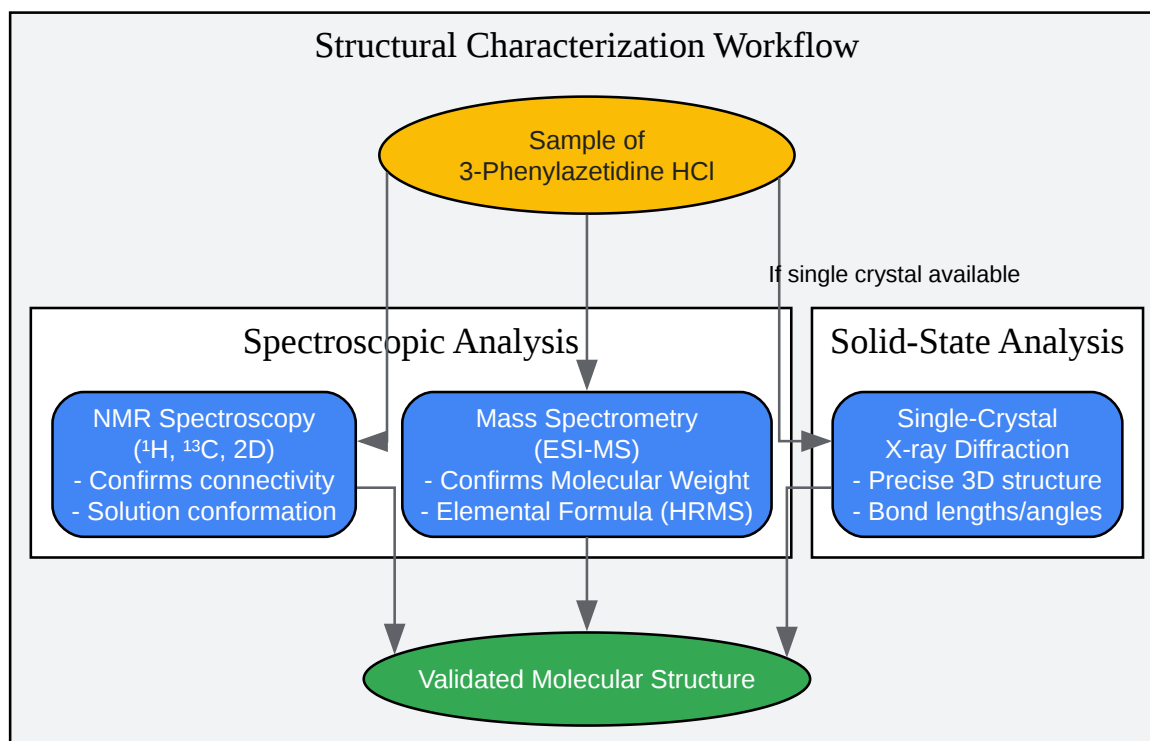 Structural Characterization Workflow
Sample of
3-Phenylazetidine HCl
If single crystal available
Spectroscopic Analysis
NMR Spectroscopy
(¹H, ¹³C, 2D)
- Confirms connectivity
- Solution conformation
Mass Spectrometry
(ESI-MS)
- Confirms Molecular Weight
- Elemental Formula (HRMS)
Solid-State Analysis
Single-Crystal
X-ray Diffraction
- Precise 3D structure
- Bond lengths/angles
Validated Molecular Structure